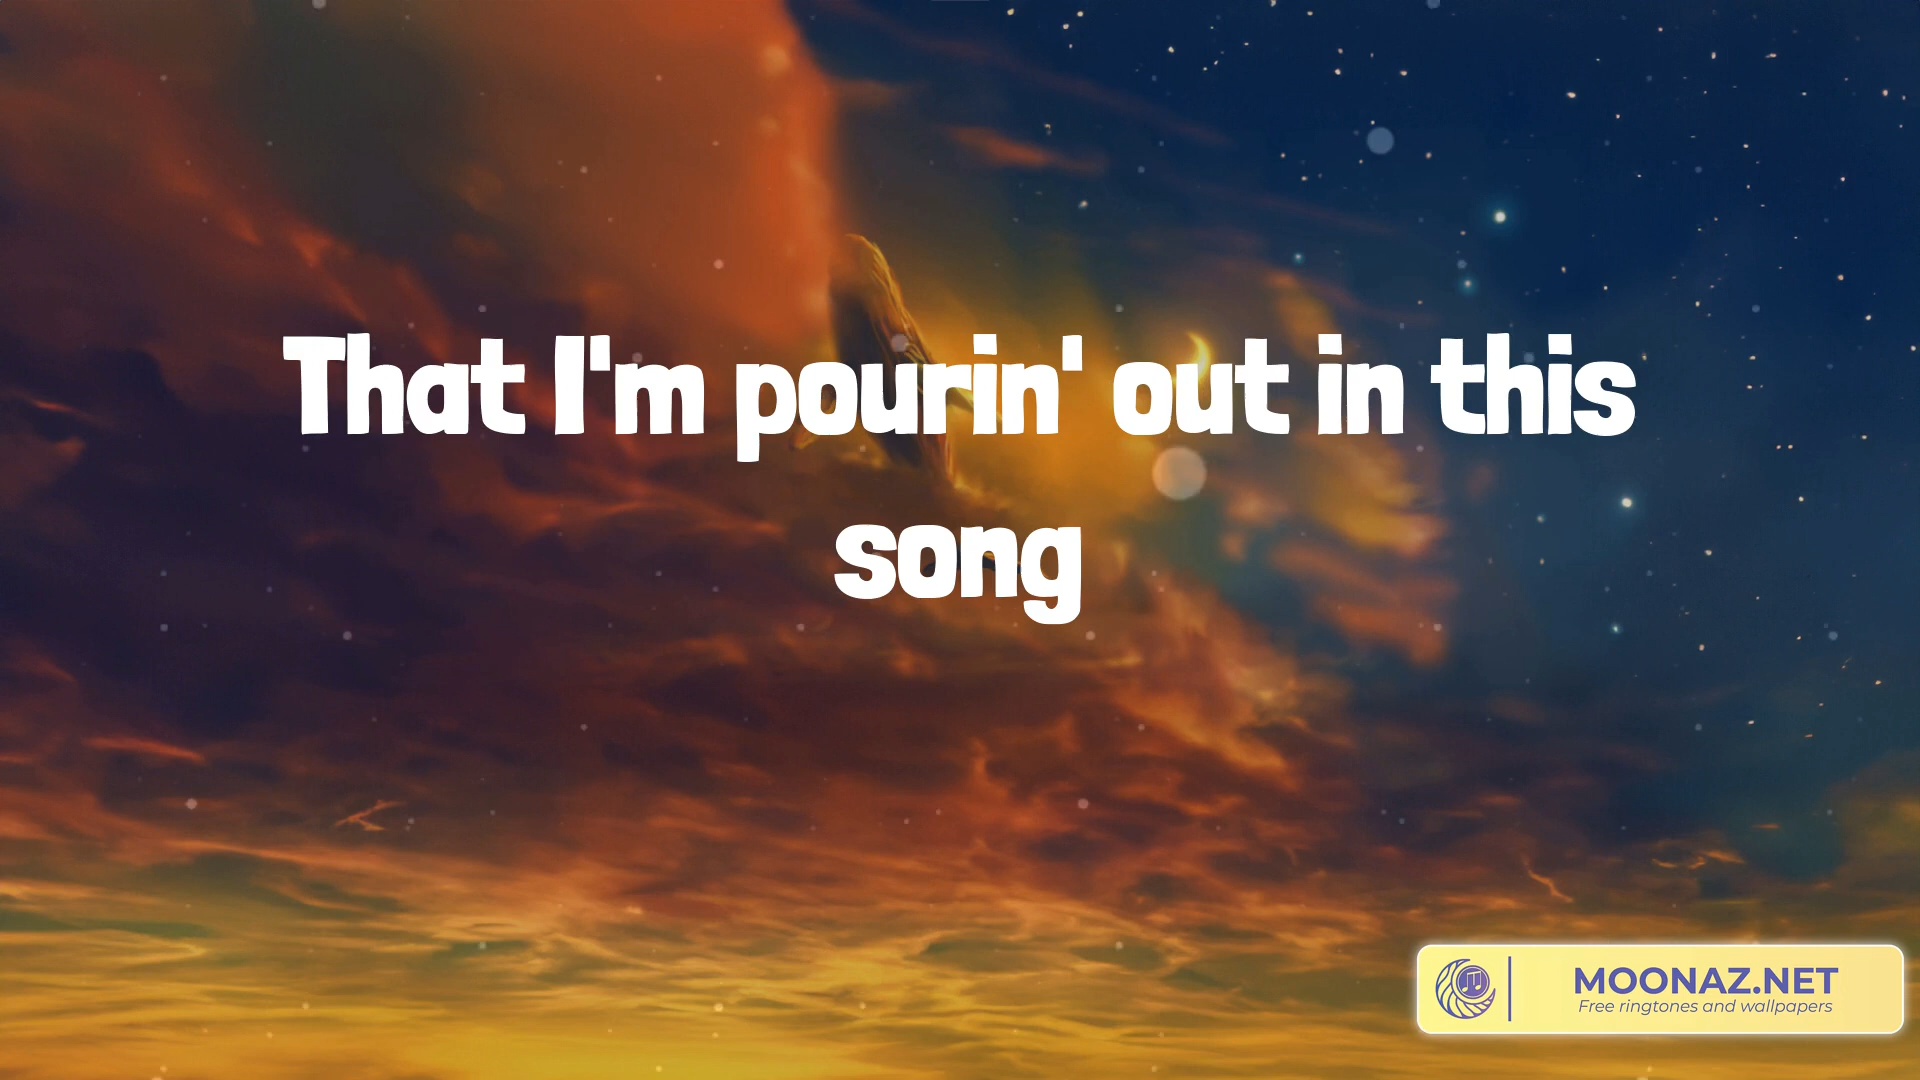 That I'm pourin' out in this
song
MOONAZ.NET
Free ringtones and wallpapers